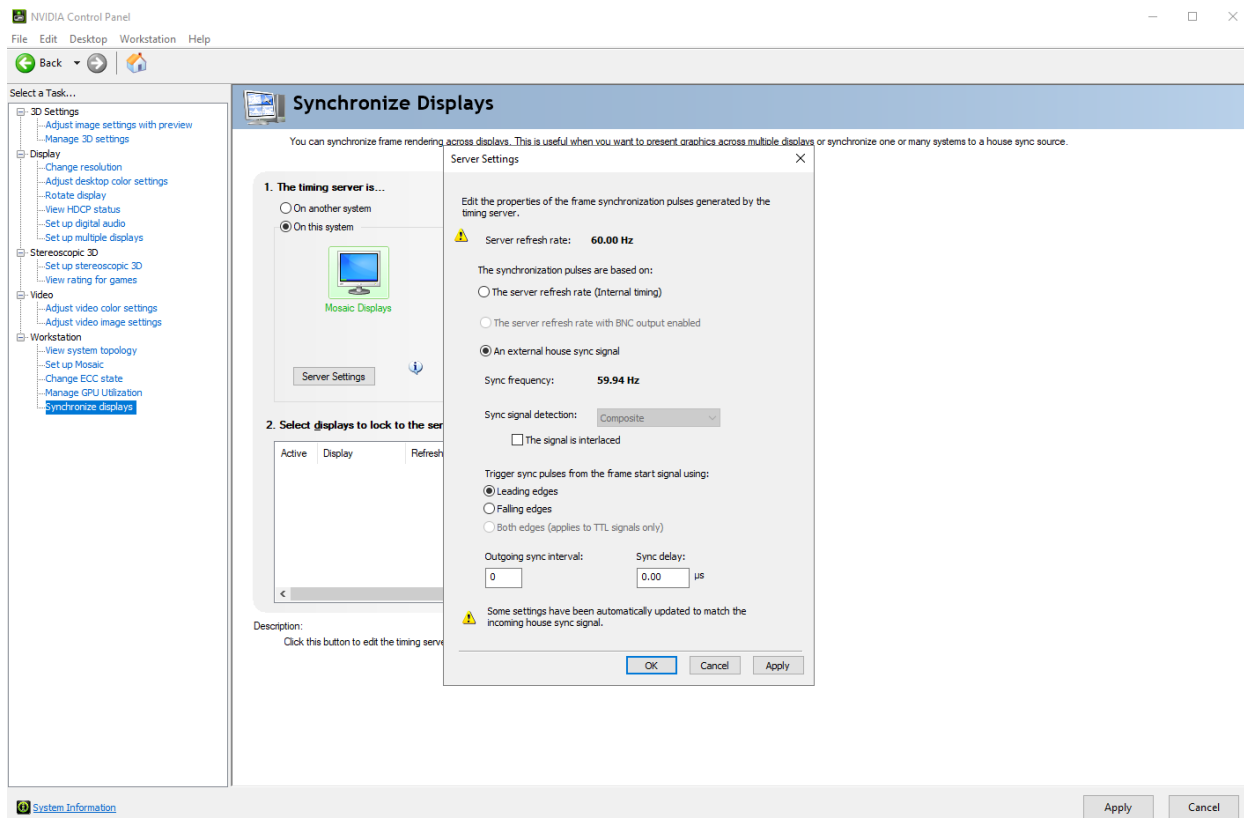 NVIDIA Control Panel
File Edit Desktop Workstation Help
Back
Select a Task...
3D Settings
Adjust image settings with preview
Manage 3D settings
Display
Change resolution
Adjust desktop color settings
Rotate display
View HDCP status
Set up digital audio
Set up multiple displays
Stereoscopic 3D
Set up stereoscopic 3D
View rating for games
Video
Adjust video color settings
Adjust video image settings
Workstation
View system topology
Set up Mosaic
Change ECC state
Manage GPU Utilization
Synchronize displays
System Information
Synchronize Displays
You can synchronize frame rendering across displays. This is useful when you want to present graphics across multiple displays or synchronize one or many systems to a house sync source.
1. The timing server is...
On another system
On this system
Mosaic Displays
Server Settings
2. Select displays to lock to the ser
Active Display Refresh
Description:
Click this button to edit the timing serve
Server Settings
Edit the properties of the frame synchronization pulses generated by the
timing server.
Server refresh rate: 60.00 Hz
The synchronization pulses are based on:
The server refresh rate (Internal timing)
The server refresh rate with BNC output enabled
An external house sync signal
Sync frequency: 59.94 Hz
Sync signal detection: Composite
The signal is interlaced
Trigger sync pulses from the frame start signal using:
Leading edges
Falling edges
Both edges (applies to TTL signals only)
Outgoing sync interval: Sync delay:
0 0.00 µs
Some settings have been automatically updated to match the
incoming house sync signal.
OK Cancel Apply
Apply Cancel